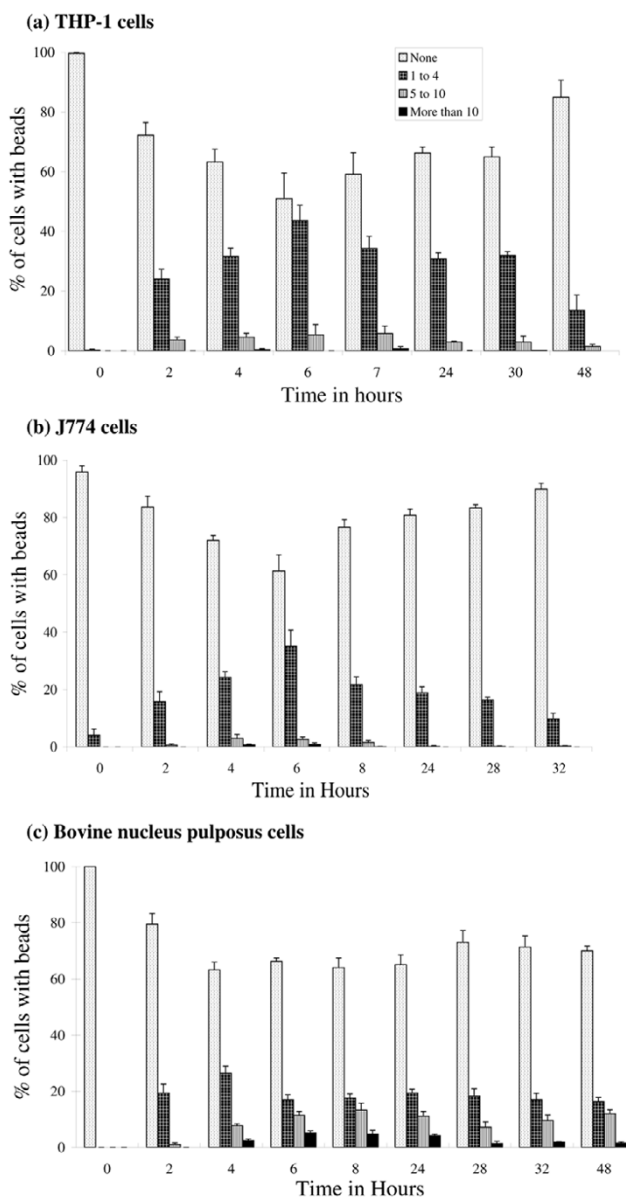 (a) THP-1 cells
100
80
60
40
20
0
% of cells with beads
None
1 to 4
5 to 10
More than 10
0 2 4 6 7 24 30 48
Time in hours
(b) J774 cells
100
80
60
40
20
0
% of cells with beads
0 2 4 6 8 24 28 32
Time in Hours
(c) Bovine nucleus pulposus cells
100
80
60
40
20
0
% of cells with beads
0 2 4 6 8 24 28 32 48
Time in Hours